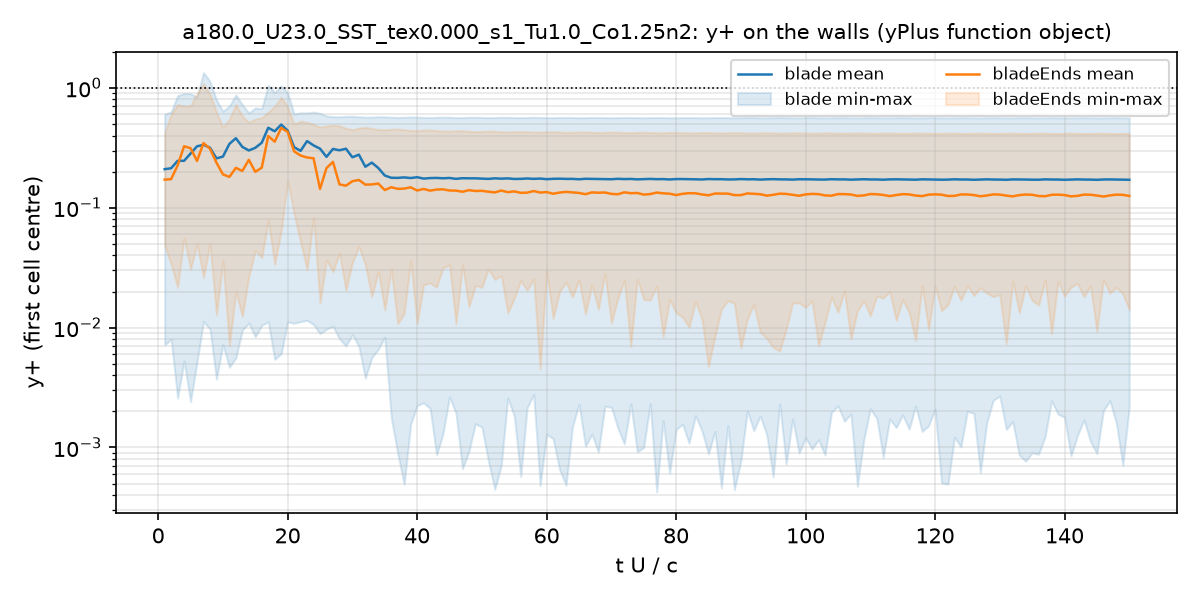 a180.0_U23.0_SST_tex0.000_s1_Tu1.0_Co1.25n2: y+ on the walls (yPlus function object)
blade mean
blade min-max
bladeEnds mean
bladeEnds min-max
y+ (first cell centre)
10⁰
10⁻¹
10⁻²
10⁻³
0 20 40 60 80 100 120 140
t U / c